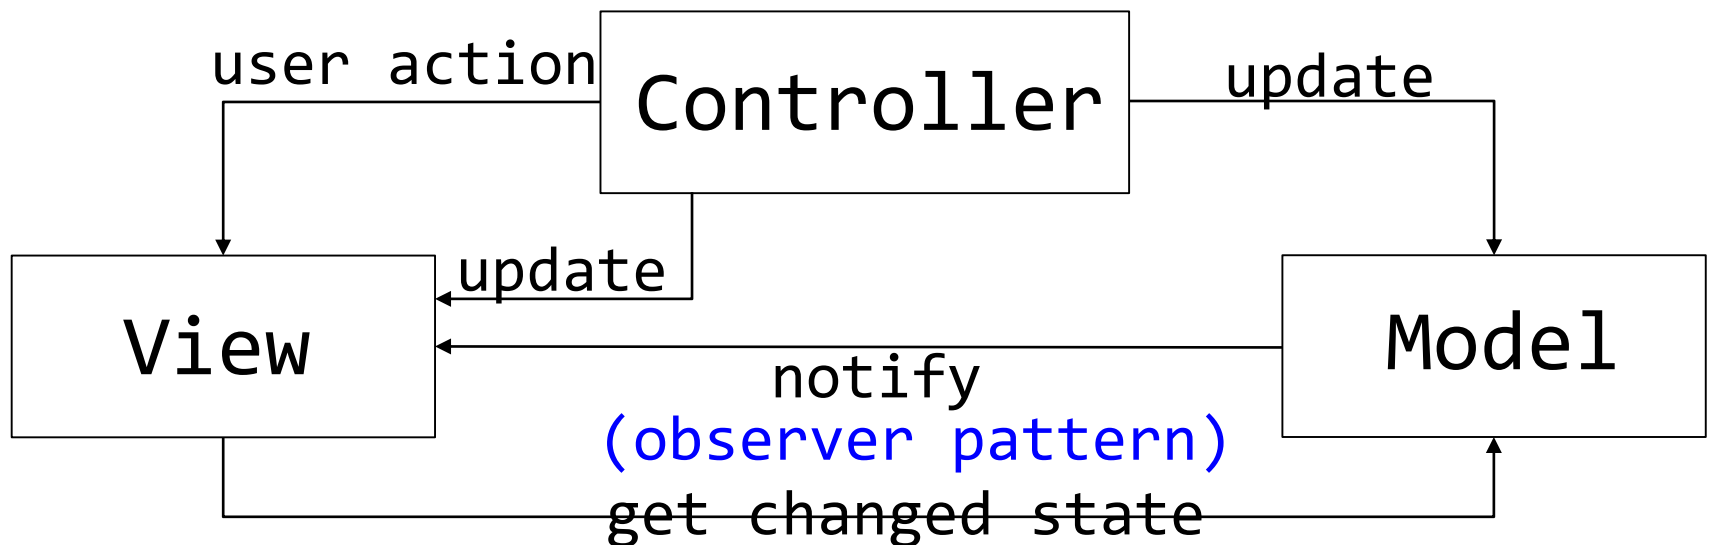 user action
Controller
update
update
View
Model
notify
(observer pattern)
get changed state